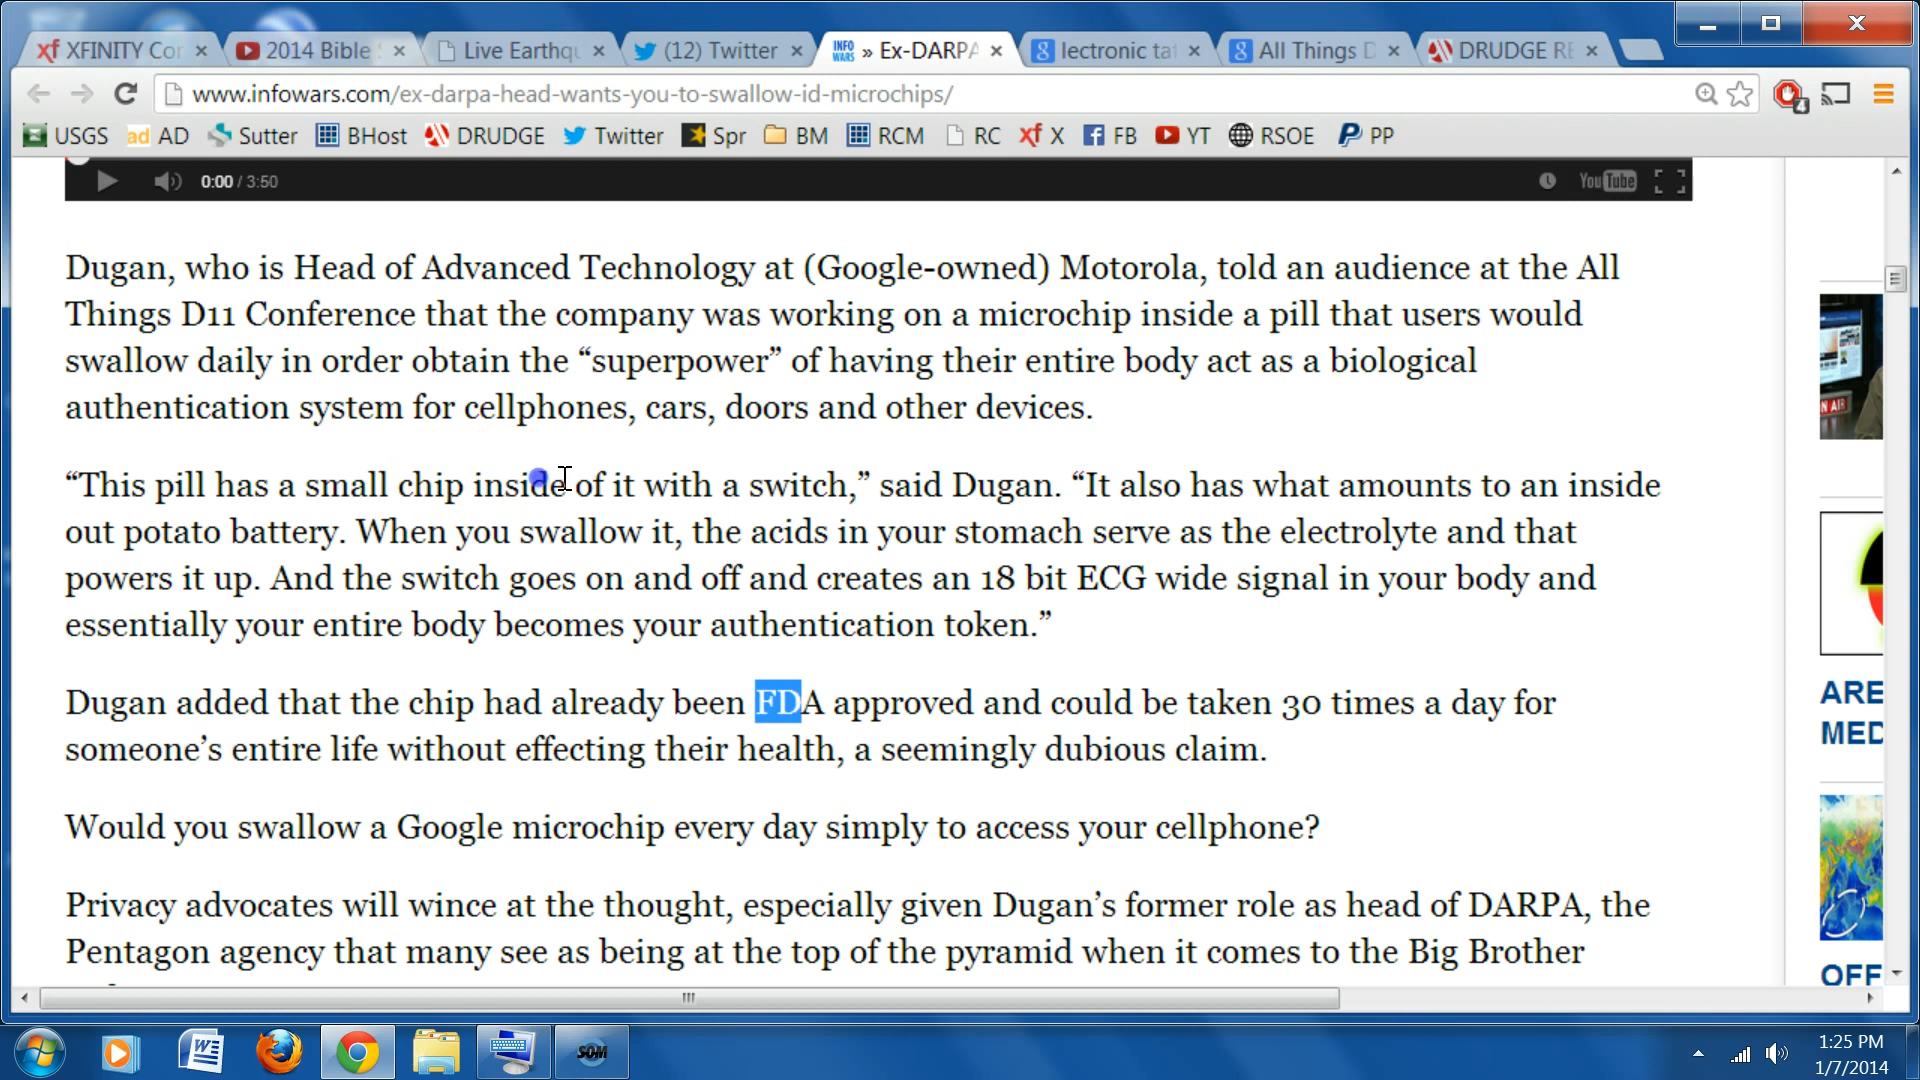 XFINITY Cor
2014 Bible
Live Earthqu
(12) Twitter
INFO WARS » Ex-DARPA
lectronic tat
All Things D
DRUDGE RE
www.infowars.com/ex-darpa-head-wants-you-to-swallow-id-microchips/
4
USGS
ad AD
Sutter
BHost
DRUDGE
Twitter
Spr
BM
RCM
RC
xf X
FB
YT
RSOE
PP
0:00 / 3:50
YouTube
Dugan, who is Head of Advanced Technology at (Google-owned) Motorola, told an audience at the All
Things D11 Conference that the company was working on a microchip inside a pill that users would
swallow daily in order obtain the “superpower” of having their entire body act as a biological
authentication system for cellphones, cars, doors and other devices.
“This pill has a small chip inside of it with a switch,” said Dugan. “It also has what amounts to an inside
out potato battery. When you swallow it, the acids in your stomach serve as the electrolyte and that
powers it up. And the switch goes on and off and creates an 18 bit ECG wide signal in your body and
essentially your entire body becomes your authentication token.”
Dugan added that the chip had already been FDA approved and could be taken 30 times a day for
someone’s entire life without effecting their health, a seemingly dubious claim.
Would you swallow a Google microchip every day simply to access your cellphone?
Privacy advocates will wince at the thought, especially given Dugan’s former role as head of DARPA, the
Pentagon agency that many see as being at the top of the pyramid when it comes to the Big Brother
ON AIR
ARE
MED
OFF
SOM
1:25 PM
1/7/2014